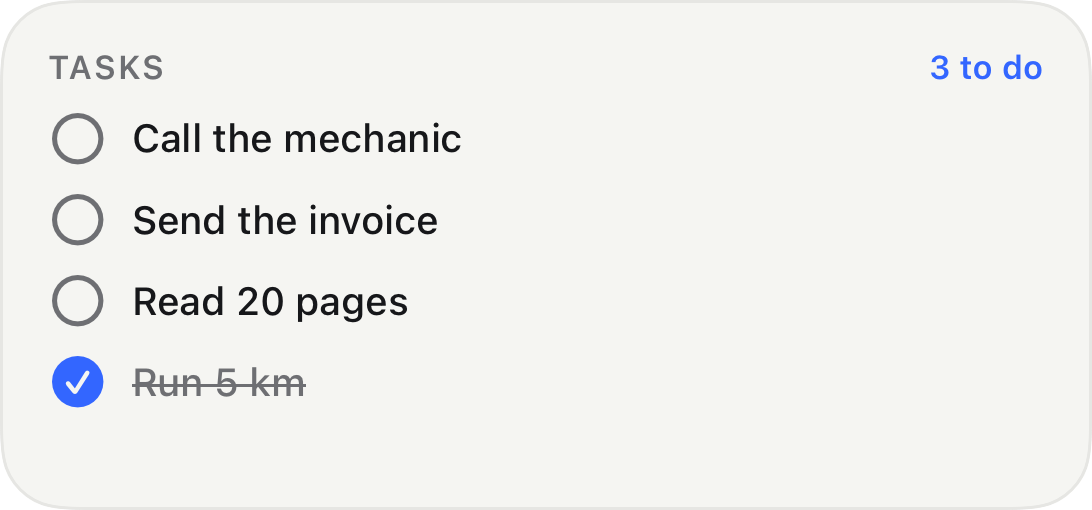 TASKS 3 to do
Call the mechanic
Send the invoice
Read 20 pages
Run 5 km